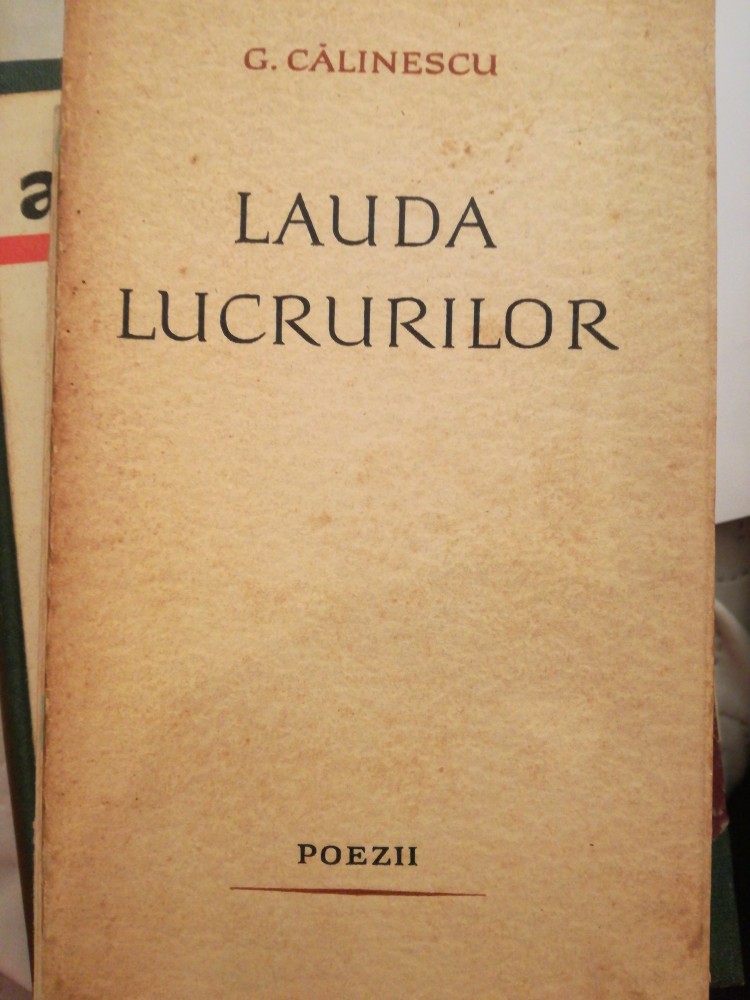 G. CĂLINESCU
LAUDA
LUCRURILOR
POEZII
a